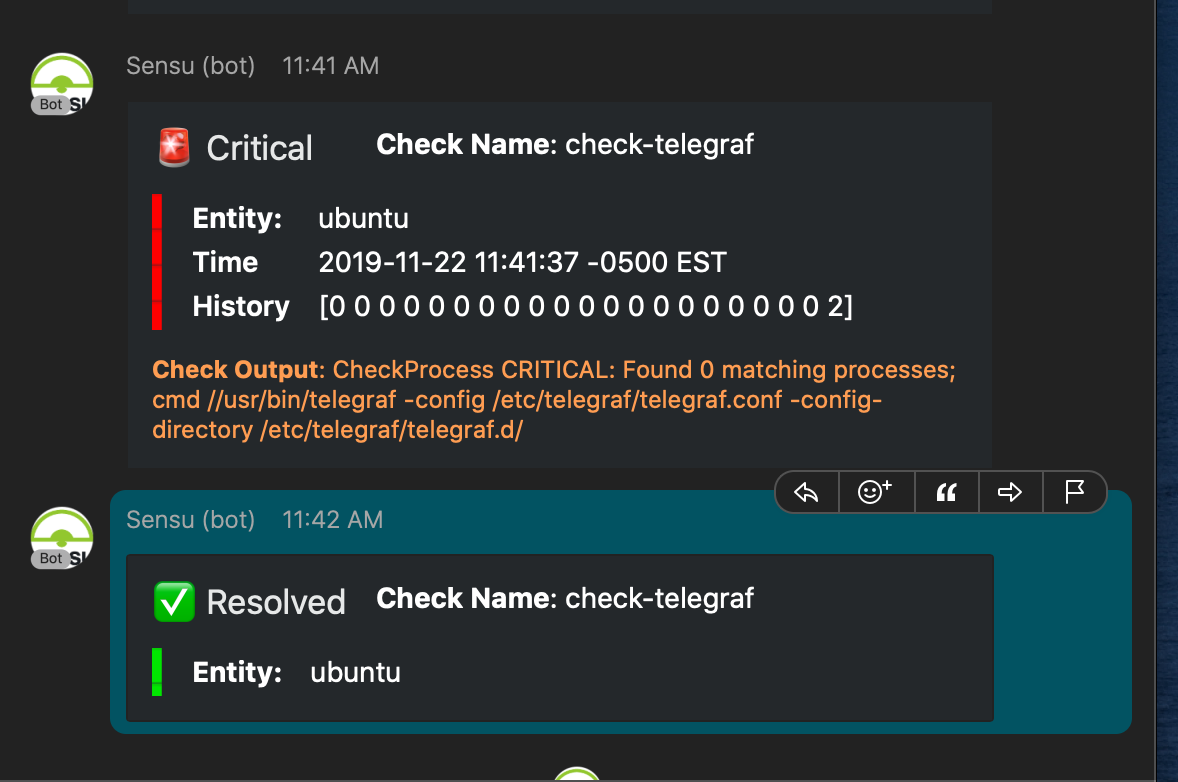 Sensu (bot) 11:41 AM
Bot SI
Critical Check Name: check-telegraf
Entity: ubuntu
Time 2019-11-22 11:41:37 -0500 EST
History [0 0 0 0 0 0 0 0 0 0 0 0 0 0 0 0 0 0 0 0 2]
Check Output: CheckProcess CRITICAL: Found 0 matching processes;
cmd //usr/bin/telegraf -config /etc/telegraf/telegraf.conf -config-
directory /etc/telegraf/telegraf.d/
Sensu (bot) 11:42 AM
Bot SI
Resolved Check Name: check-telegraf
Entity: ubuntu